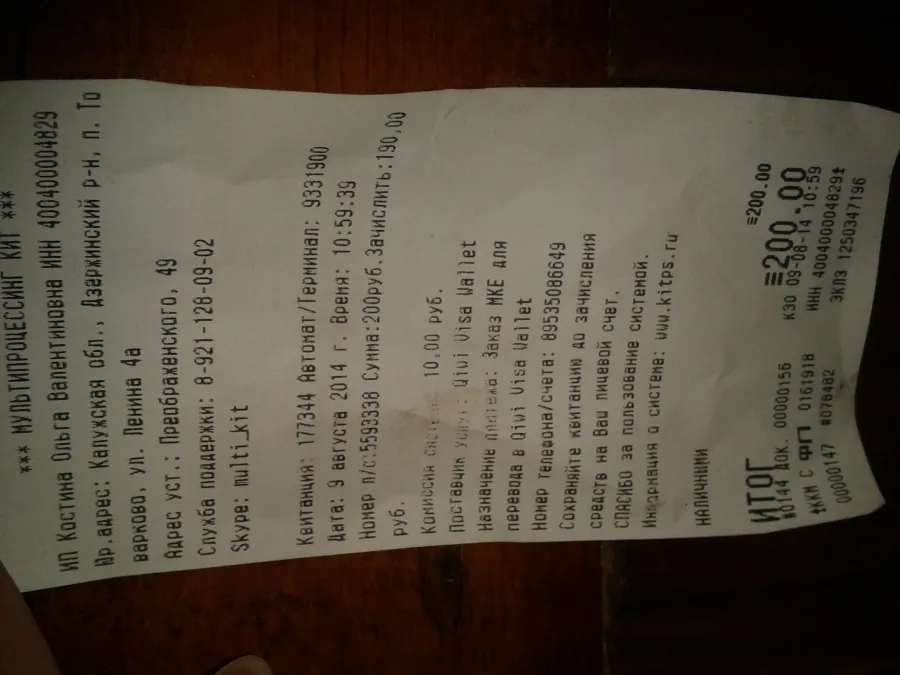 *** МУЛЬТИПРОЦЕССИНГ КИТ ***
ИП Костина Ольга Валентиновна ИНН 400400004829
Юр.адрес: Калужская обл., Дзержинский р-н, п. То
варково, ул. Ленина 4а
Адрес уст.: Преображенского, 49
Служба поддержки: 8-921-128-09-02
Skype: multi_kit
Квитанция: 177344 Автомат/Терминал: 9331900
Дата: 9 августа 2014 г. Время: 10:59:39
Номер п/с:5593338 Сумма:200руб.Зачислить:190,00
руб.
Комиссия системы 10,00 руб.
Поставщик Услуг: Qiwi Visa Wallet
Назначение платежа: Заказ МКЕ для
перевода в Qiwi Visa Wallet
Номер телефона/счета: 89535086649
Сохраняйте квитанцию до зачисления
средств на Ваш лицевой счет.
СПАСИБО за пользование системой.
Информация о системе: www.kitps.ru
≡200.00
НАЛИЧНЫМИ
ИТОГ ≡200.00
0144 Док. 00000156 КЗ0 09-08-14 10:59
ККМ С ФП 0161918 ИНН 400400004829
00000147 #078482 ЭКЛЗ 1250347196